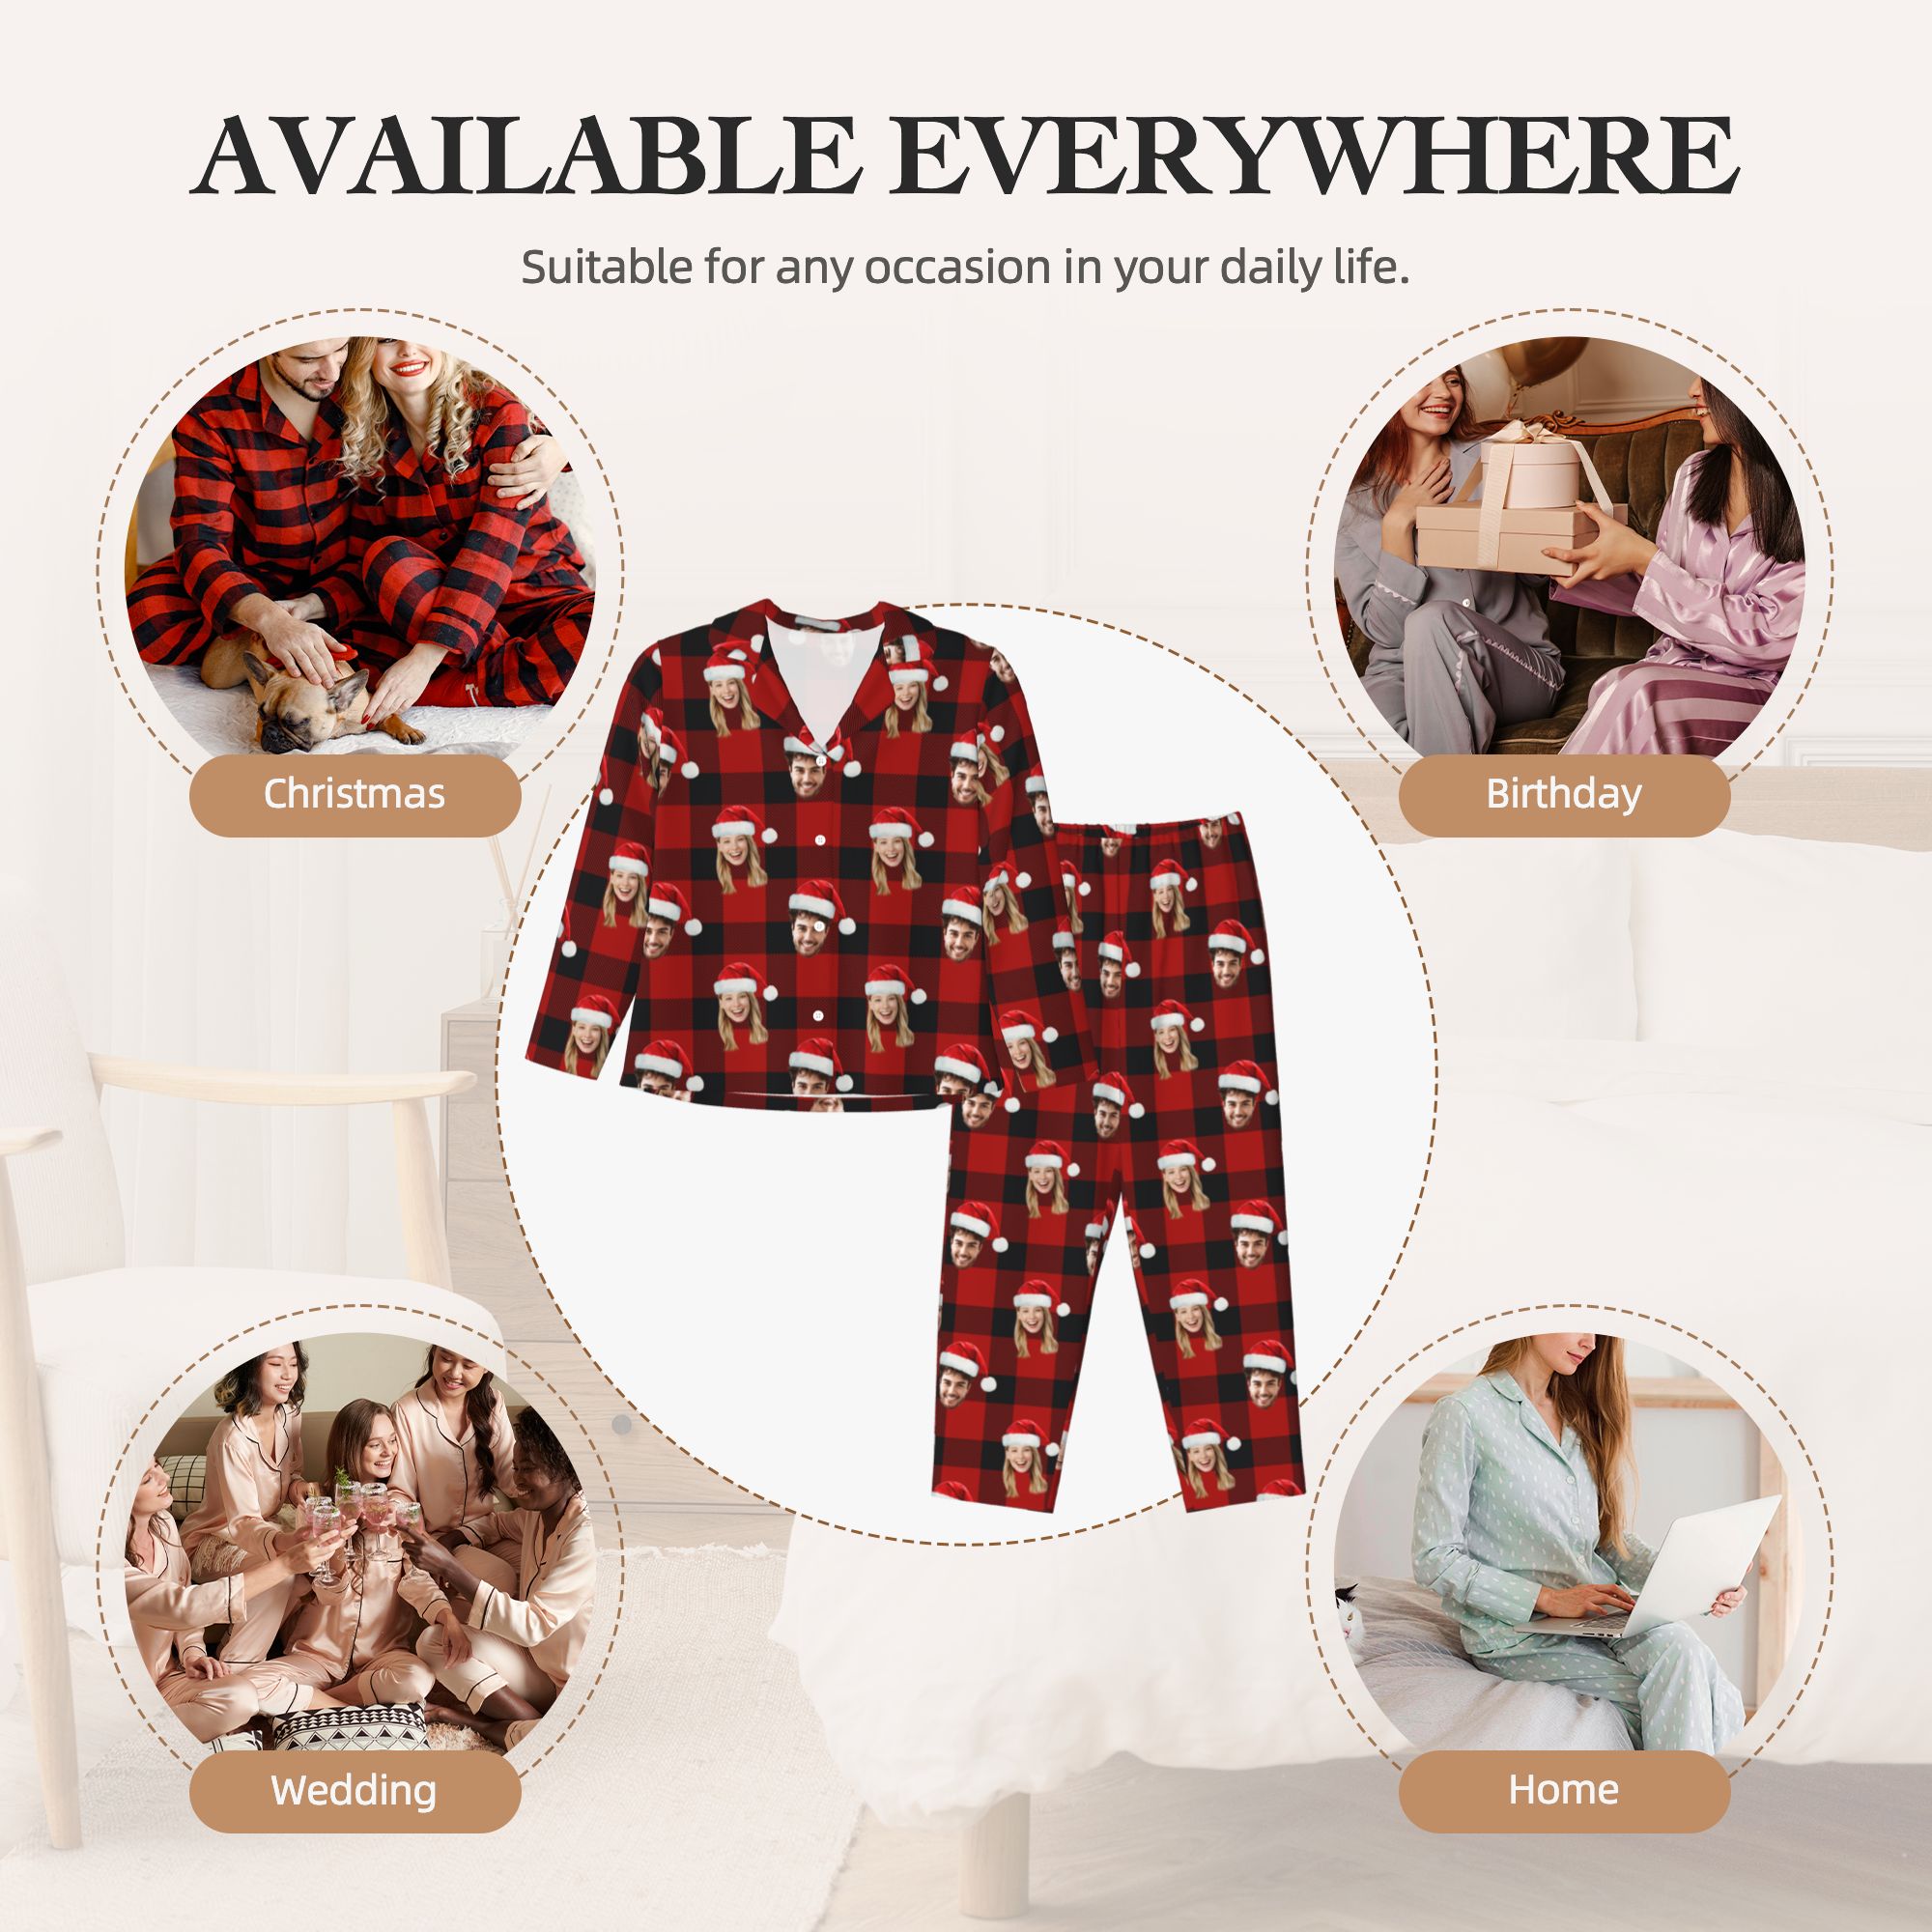 AVAILABLE EVERYWHERE
Suitable for any occasion in your daily life.
Christmas
Birthday
Wedding
Home